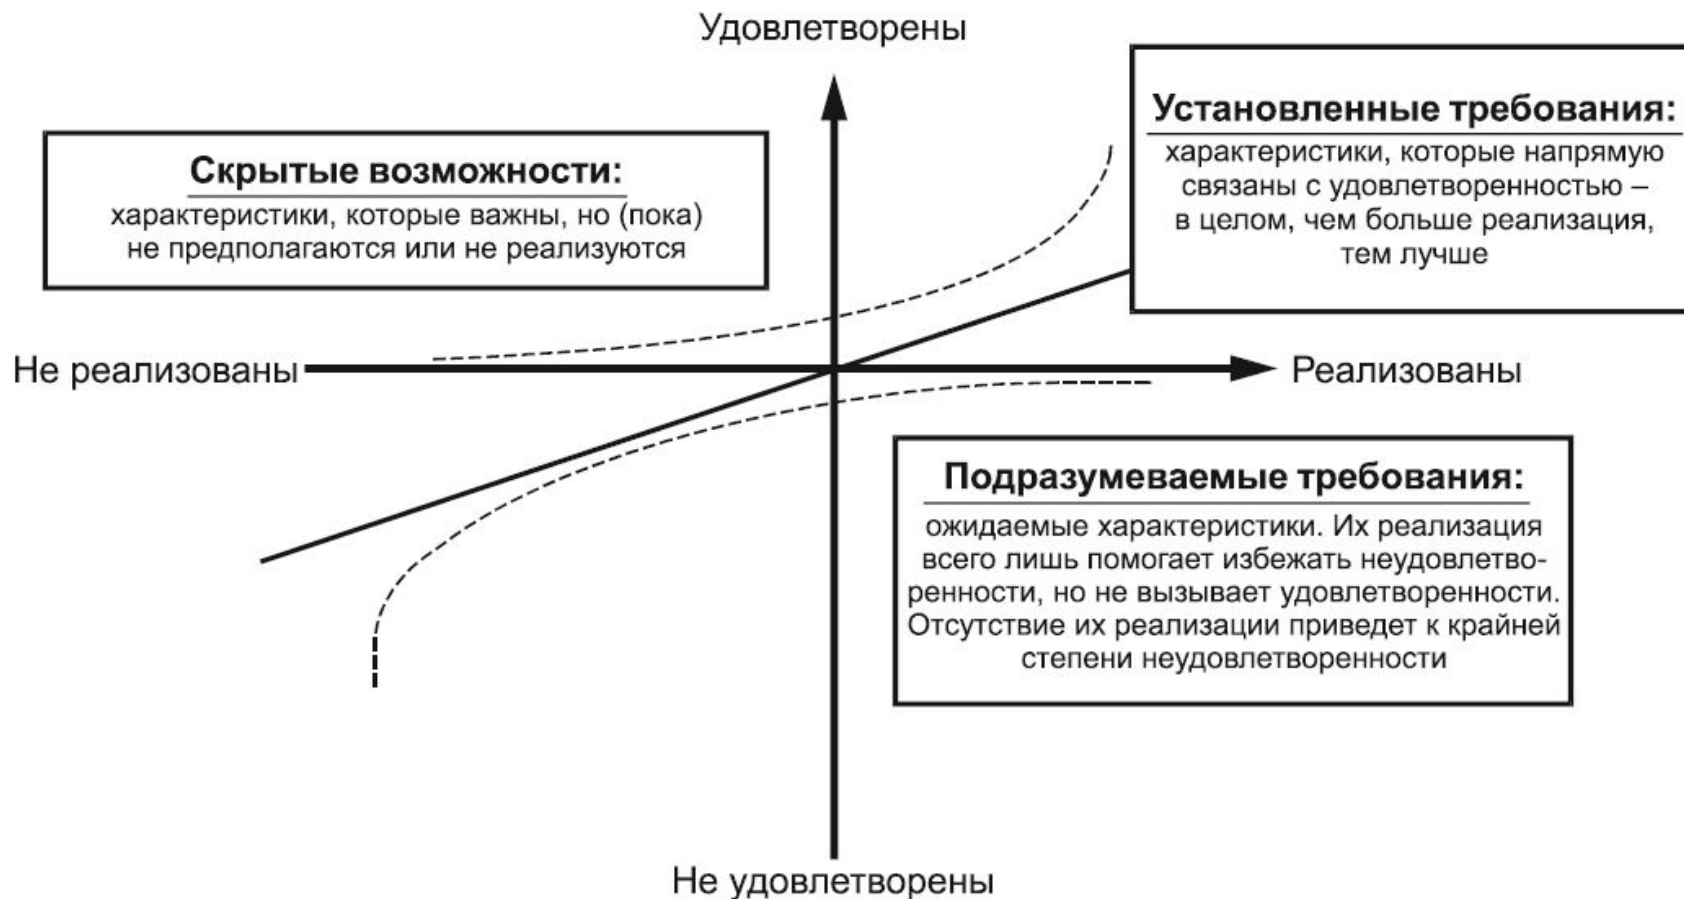 Удовлетворены
Установленные требования:
характеристики, которые напрямую
связаны с удовлетворенностью –
в целом, чем больше реализация,
тем лучше
Скрытые возможности:
характеристики, которые важны, но (пока)
не предполагаются или не реализуются
Не реализованы
Реализованы
Подразумеваемые требования:
ожидаемые характеристики. Их реализация
всего лишь помогает избежать неудовлетво-
ренности, но не вызывает удовлетворенности.
Отсутствие их реализации приведет к крайней
степени неудовлетворенности
Не удовлетворены